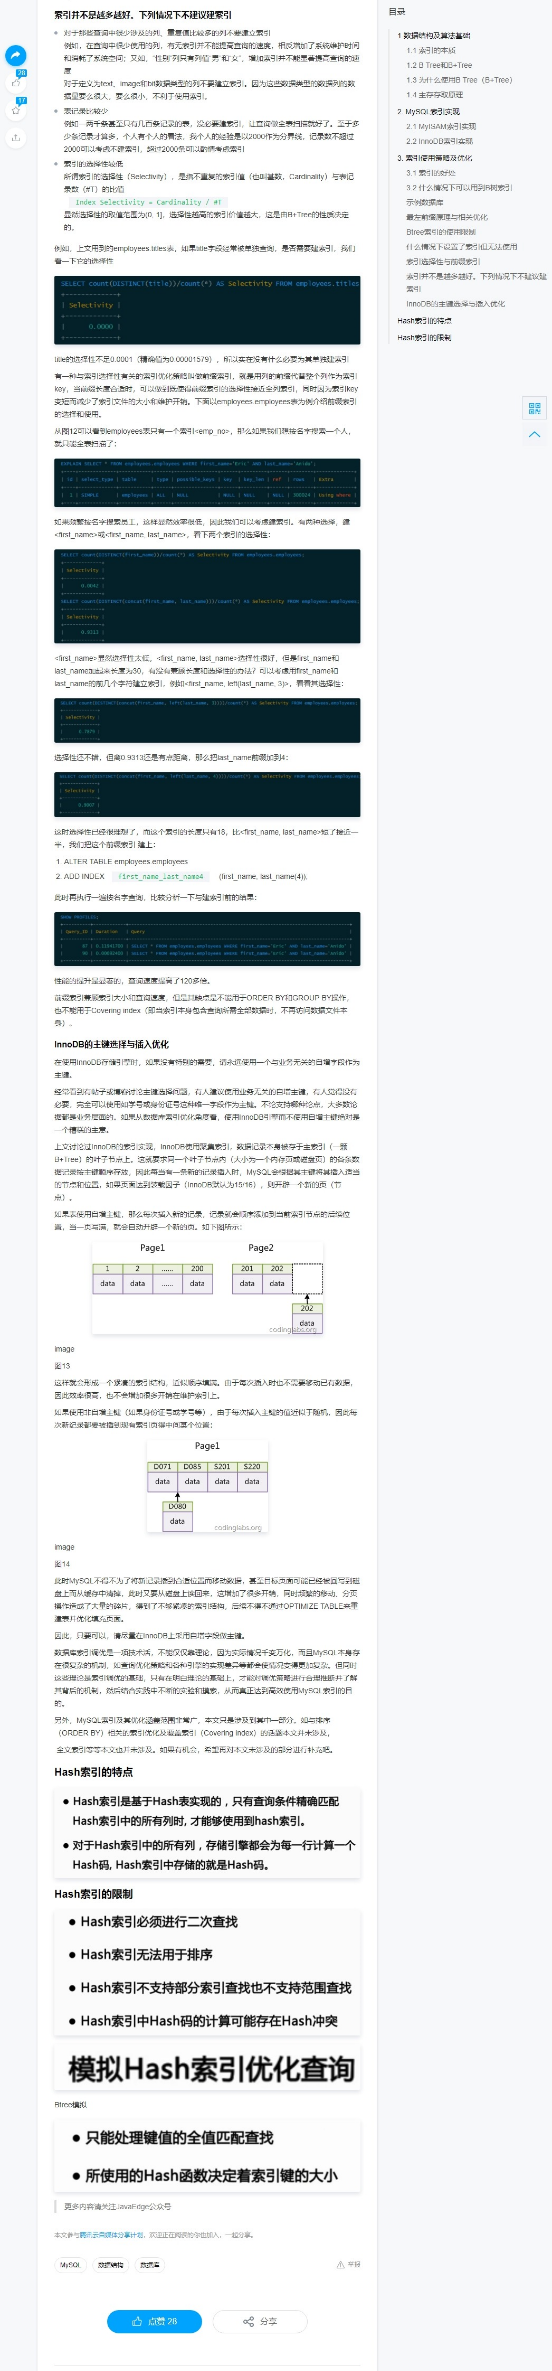 索引并不是越多越好。下列情况下不建议建索引
对于那些查询中很少涉及的列、重复值比较多的列不要建立索引
例如，在查询中很少使用的列，有无索引并不能提高查询的速度，相反增加了系统维护时间
和消耗了系统空间；又如，“性别”列只有列值“男”和“女”，增加索引并不能显著提高查询的速
度
对于定义为text，image和bit数据类型的列不要建立索引。因为这些数据类型的数据列的数
据量要么很大，要么很小，不利于使用索引。
表记录比较少
例如一两千条甚至只有几百条记录的表，没必要建索引，让查询做全表扫描就好了。至于多
少条记录才算多，个人有个人的看法，我个人的经验是以2000作为分界线，记录数不超过
2000可以考虑不建索引，超过2000条可以酌情考虑索引
索引的选择性较低
所谓索引的选择性（Selectivity），是指不重复的索引值（也叫基数，Cardinality）与表记
录数（#T）的比值
Index Selectivity = Cardinality / #T
显然选择性的取值范围为(0, 1]，选择性越高的索引价值越大，这是由B+Tree的性质决定
的。
例如，上文用到的employees.titles表，如果title字段经常被单独查询，是否需要建索引，我们
看一下它的选择性
SELECT count(DISTINCT(title))/count(*) AS Selectivity FROM employees.titles
| Selectivity |
| 0.0000 |
title的选择性不足0.0001（精确值为0.00001579），所以实在没有什么必要为其单独建索引
有一种与索引选择性有关的索引优化策略叫做前缀索引，就是用列的前缀代替整个列作为索引
key，当前缀长度合适时，可以做到既使得前缀索引的选择性接近全列索引，同时因为索引key
变短而减少了索引文件的大小和维护开销。下面以employees.employees表为例介绍前缀索引
的选择和使用。
从图12可以看到employees表只有一个索引<emp_no>，那么如果我们想按名字搜索一个人，
就只能全表扫描了：
EXPLAIN SELECT * FROM employees.employees WHERE first_name='Eric' AND last_name='Anido';
| id | select_type | table | type | possible_keys | key | key_len | ref | rows | Extra |
| 1 | SIMPLE | employees | ALL | NULL | NULL | NULL | NULL | 300024 | Using where |
如果频繁按名字搜索员工，这样显然效率很低，因此我们可以考虑建索引。有两种选择，建
<first_name>或<first_name, last_name>，看下两个索引的选择性：
SELECT count(DISTINCT(first_name))/count(*) AS Selectivity FROM employees.employees;
| Selectivity |
| 0.0042 |
SELECT count(DISTINCT(concat(first_name, last_name)))/count(*) AS Selectivity FROM employees.employees;
| Selectivity |
| 0.9313 |
<first_name>显然选择性太低，<first_name, last_name>选择性很好，但是first_name和
last_name加起来长度为30，有没有兼顾长度和选择性的办法？可以考虑用first_name和
last_name的前几个字符建立索引，例如<first_name, left(last_name, 3)>，看看其选择性：
SELECT count(DISTINCT(concat(first_name, left(last_name, 3))))/count(*) AS Selectivity FROM employees.employees;
| Selectivity |
| 0.7879 |
选择性还不错，但离0.9313还是有点距离，那么把last_name前缀加到4：
SELECT count(DISTINCT(concat(first_name, left(last_name, 4))))/count(*) AS Selectivity FROM employees.employees
| Selectivity |
| 0.9007 |
这时选择性已经很理想了，而这个索引的长度只有18，比<first_name, last_name>短了接近一
半，我们把这个前缀索引 建上：
1. ALTER TABLE employees.employees
2. ADD INDEX first_name_last_name4 (first_name, last_name(4));
此时再执行一遍按名字查询，比较分析一下与建索引前的结果：
SHOW PROFILES;
| Query_ID | Duration | Query |
| 87 | 0.11941700 | SELECT * FROM employees.employees WHERE first_name='Eric' AND last_name='Anido' |
| 90 | 0.00092400 | SELECT * FROM employees.employees WHERE first_name='Eric' AND last_name='Anido' |
性能的提升是显著的，查询速度提高了120多倍。
前缀索引兼顾索引大小和查询速度，但是其缺点是不能用于ORDER BY和GROUP BY操作，
也不能用于Covering index（即当索引本身包含查询所需全部数据时，不再访问数据文件本
身）。
InnoDB的主键选择与插入优化
在使用InnoDB存储引擎时，如果没有特别的需要，请永远使用一个与业务无关的自增字段作为
主键。
经常看到有帖子或博客讨论主键选择问题，有人建议使用业务无关的自增主键，有人觉得没有
必要，完全可以使用如学号或身份证号这种唯一字段作为主键。不论支持哪种论点，大多数论
据都是业务层面的。如果从数据库索引优化角度看，使用InnoDB引擎而不使用自增主键绝对是
一个糟糕的主意。
上文讨论过InnoDB的索引实现，InnoDB使用聚集索引，数据记录本身被存于主索引（一颗
B+Tree）的叶子节点上。这就要求同一个叶子节点内（大小为一个内存页或磁盘页）的各条数
据记录按主键顺序存放，因此每当有一条新的记录插入时，MySQL会根据其主键将其插入适当
的节点和位置，如果页面达到装载因子（InnoDB默认为15/16），则开辟一个新的页（节
点）。
如果表使用自增主键，那么每次插入新的记录，记录就会顺序添加到当前索引节点的后续位
置，当一页写满，就会自动开辟一个新的页。如下图所示：
Page1 Page2
1 2 ...... 200 201 202
data data ...... data data data
202
data
codinglabs.org
image
图13
这样就会形成一个紧凑的索引结构，近似顺序填满。由于每次插入时也不需要移动已有数据，
因此效率很高，也不会增加很多开销在维护索引上。
如果使用非自增主键（如果身份证号或学号等），由于每次插入主键的值近似于随机，因此每
次新纪录都要被插到现有索引页得中间某个位置：
Page1
D071 D085 S201 S220
data data data data
D080
data
codinglabs.org
image
图14
此时MySQL不得不为了将新记录插到合适位置而移动数据，甚至目标页面可能已经被回写到磁
盘上而从缓存中清掉，此时又要从磁盘上读回来，这增加了很多开销，同时频繁的移动、分页
操作造成了大量的碎片，得到了不够紧凑的索引结构，后续不得不通过OPTIMIZE TABLE来重
建表并优化填充页面。
因此，只要可以，请尽量在InnoDB上采用自增字段做主键。
数据库索引调优是一项技术活，不能仅仅靠理论，因为实际情况千变万化，而且MySQL本身存
在很复杂的机制，如查询优化策略和各种引擎的实现差异等都会使情况变得更加复杂。但同时
这些理论是索引调优的基础，只有在明白理论的基础上，才能对调优策略进行合理推断并了解
其背后的机制，然后结合实践中不断的实验和摸索，从而真正达到高效使用MySQL索引的目
的。
另外，MySQL索引及其优化涵盖范围非常广，本文只是涉及到其中一部分。如与排序
（ORDER BY）相关的索引优化及覆盖索引（Covering index）的话题本文并未涉及，
全文索引等等本文也并未涉及。如果有机会，希望再对本文未涉及的部分进行补充吧。
Hash索引的特点
Hash索引是基于Hash表实现的，只有查询条件精确匹配
Hash索引中的所有列时, 才能够使用到hash索引。
对于Hash索引中的所有列，存储引擎都会为每一行计算一个
Hash码, Hash索引中存储的就是Hash码。
Hash索引的限制
Hash索引必须进行二次查找
Hash索引无法用于排序
Hash索引不支持部分索引查找也不支持范围查找
Hash索引中Hash码的计算可能存在Hash冲突
模拟Hash索引优化查询
Btree模拟
只能处理键值的全值匹配查找
所使用的Hash函数决定着索引键的大小
更多内容请关注JavaEdge公众号
本文参与腾讯云自媒体分享计划，欢迎正在阅读的你也加入，一起分享。
MySQL 数据结构 数据库 举报
点赞 28 分享
28
17
目录
1 数据结构及算法基础
1.1 索引的本质
1.2 B Tree和B+Tree
1.3 为什么使用B Tree（B+Tree）
1.4 主存存取原理
2. MySQL索引实现
2.1 MyISAM索引实现
2.2 InnoDB索引实现
3. 索引使用策略及优化
3.1 索引的好处
3.2 什么情况下可以用到B树索引
示例数据库
最左前缀原理与相关优化
Btree索引的使用限制
什么情况下设置了索引但无法使用
索引选择性与前缀索引
索引并不是越多越好。下列情况下不建议建
索引
InnoDB的主键选择与插入优化
Hash索引的特点
Hash索引的限制